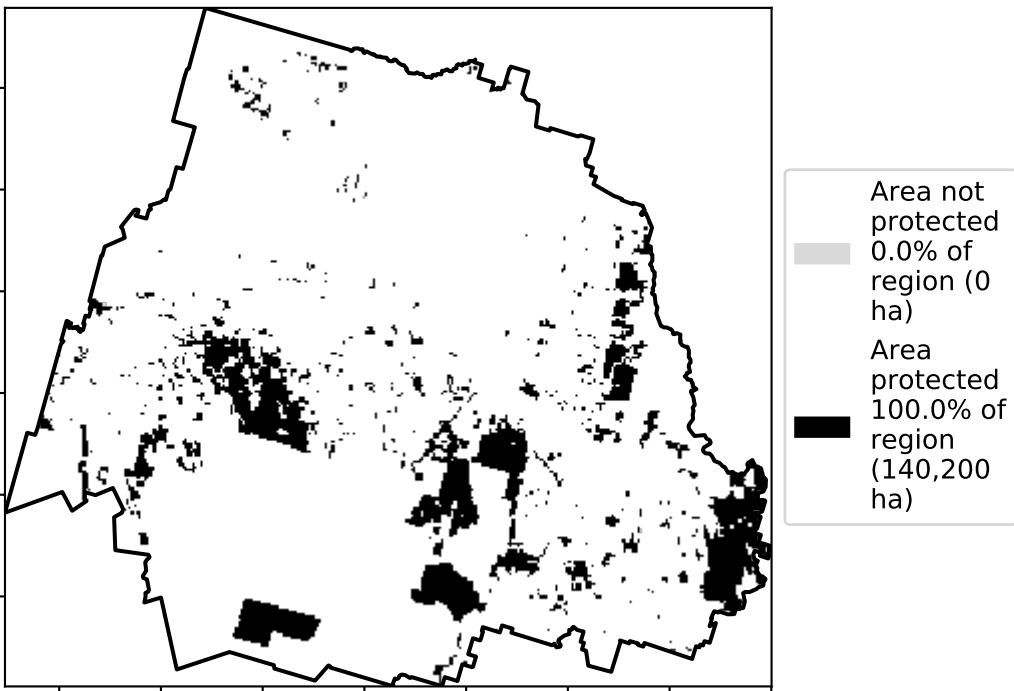 Area not
protected
0.0% of
region (0
ha)
Area
protected
100.0% of
region
(140,200
ha)